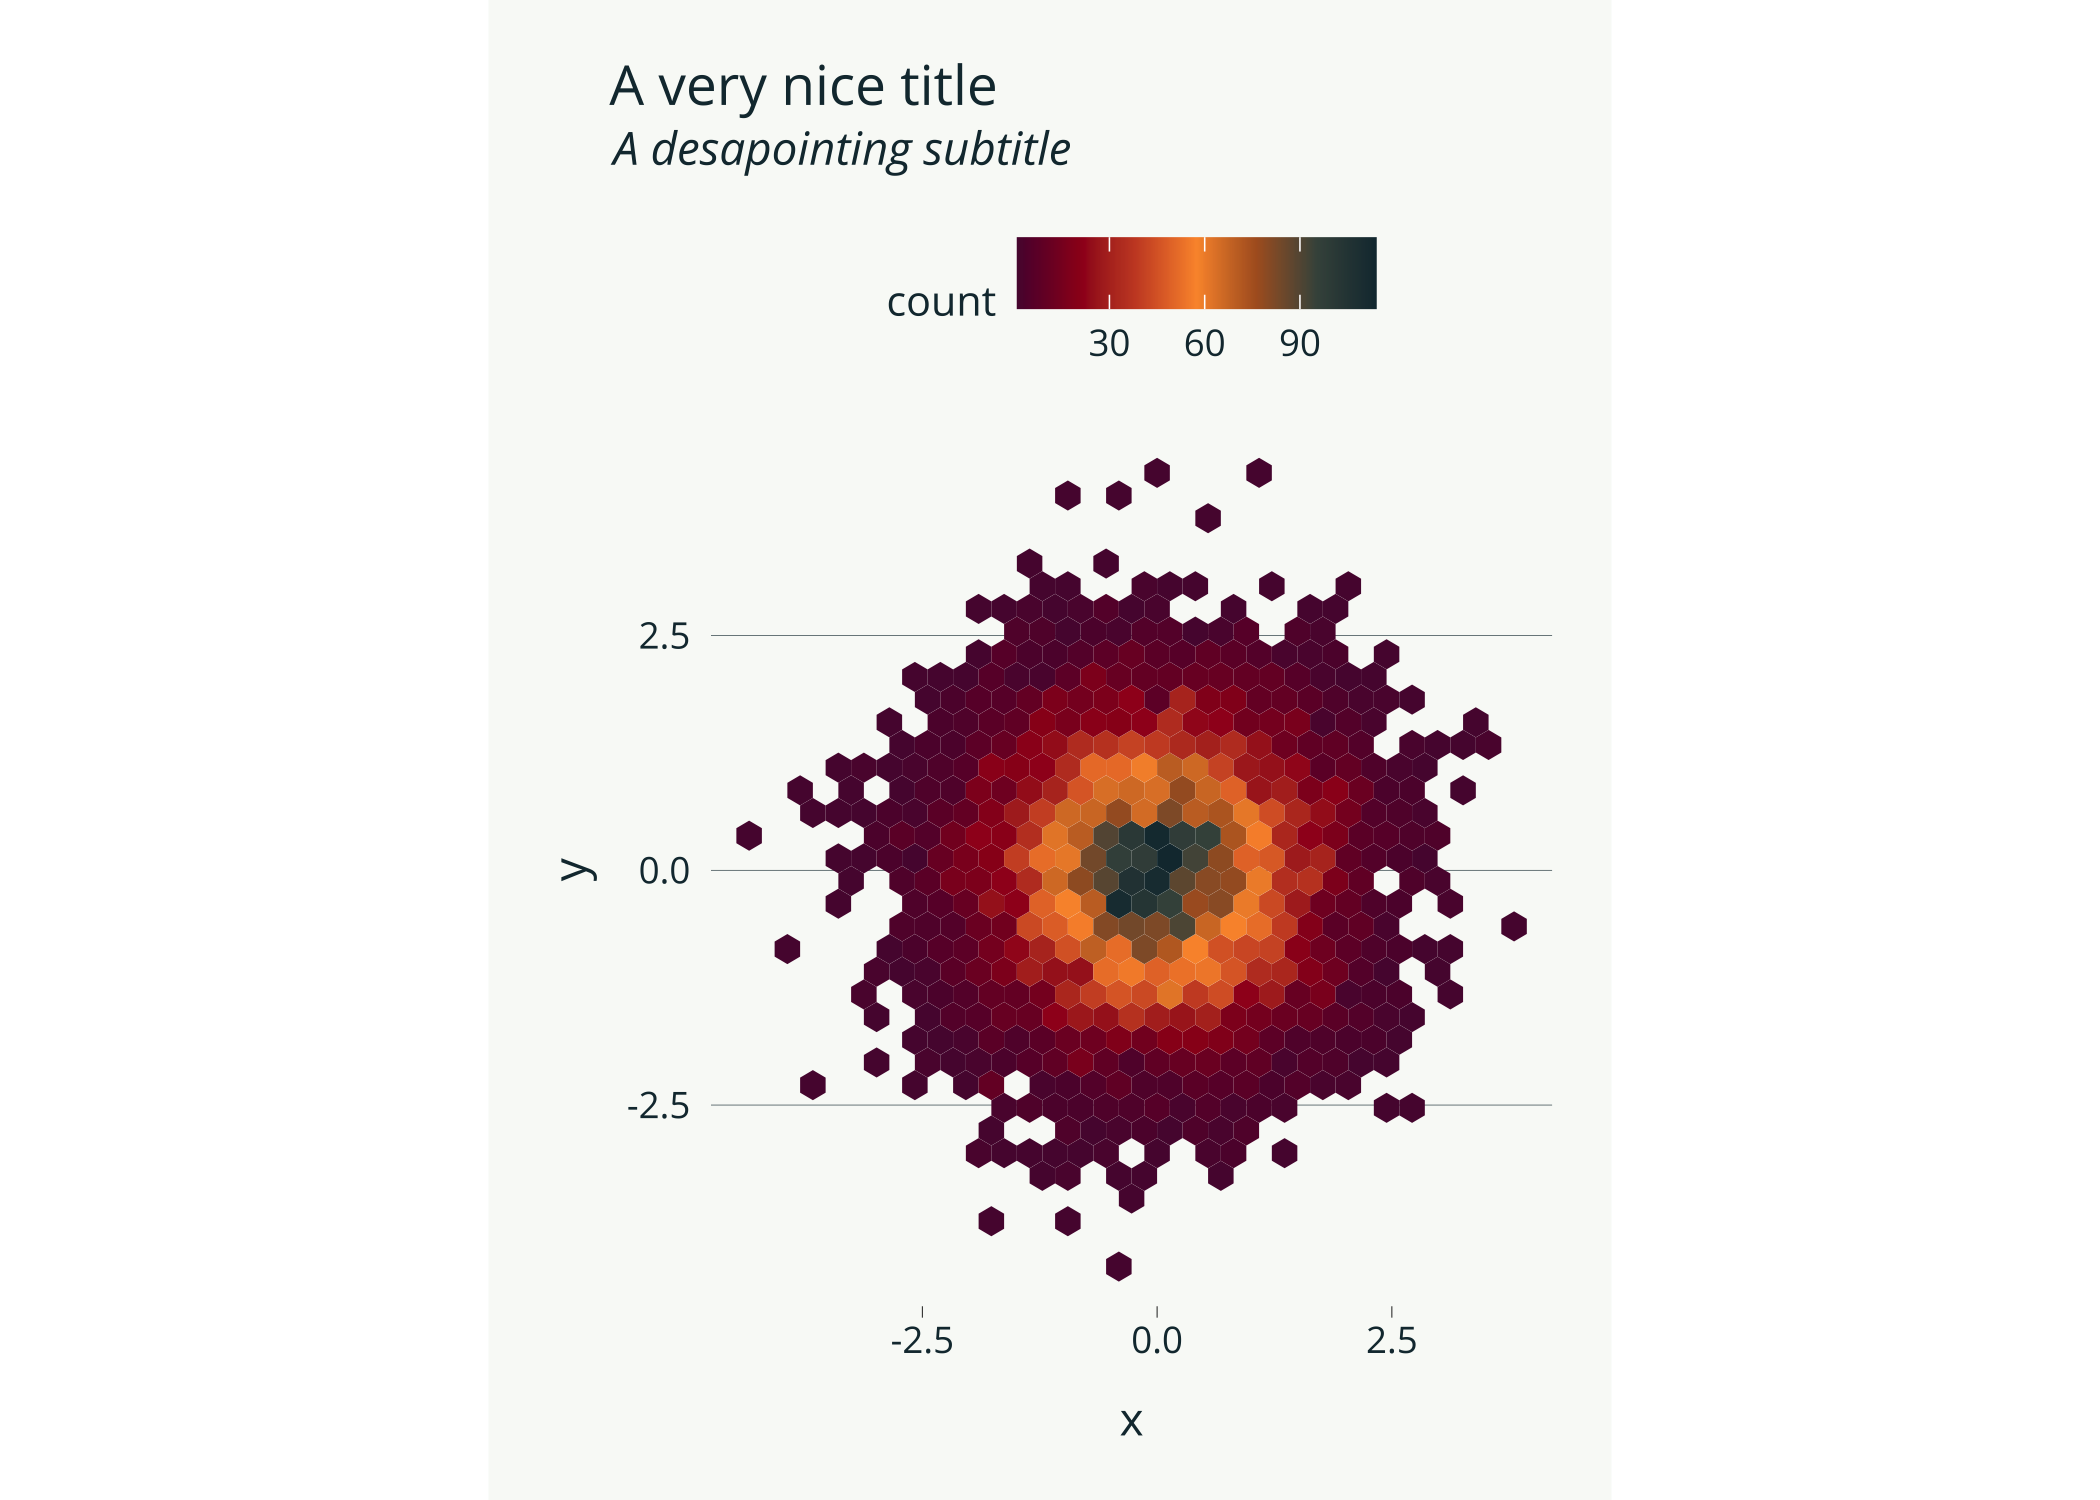 A very nice title
A desapointing subtitle
count
30 60 90
2.5
0.0
-2.5
y
-2.5 0.0 2.5
x